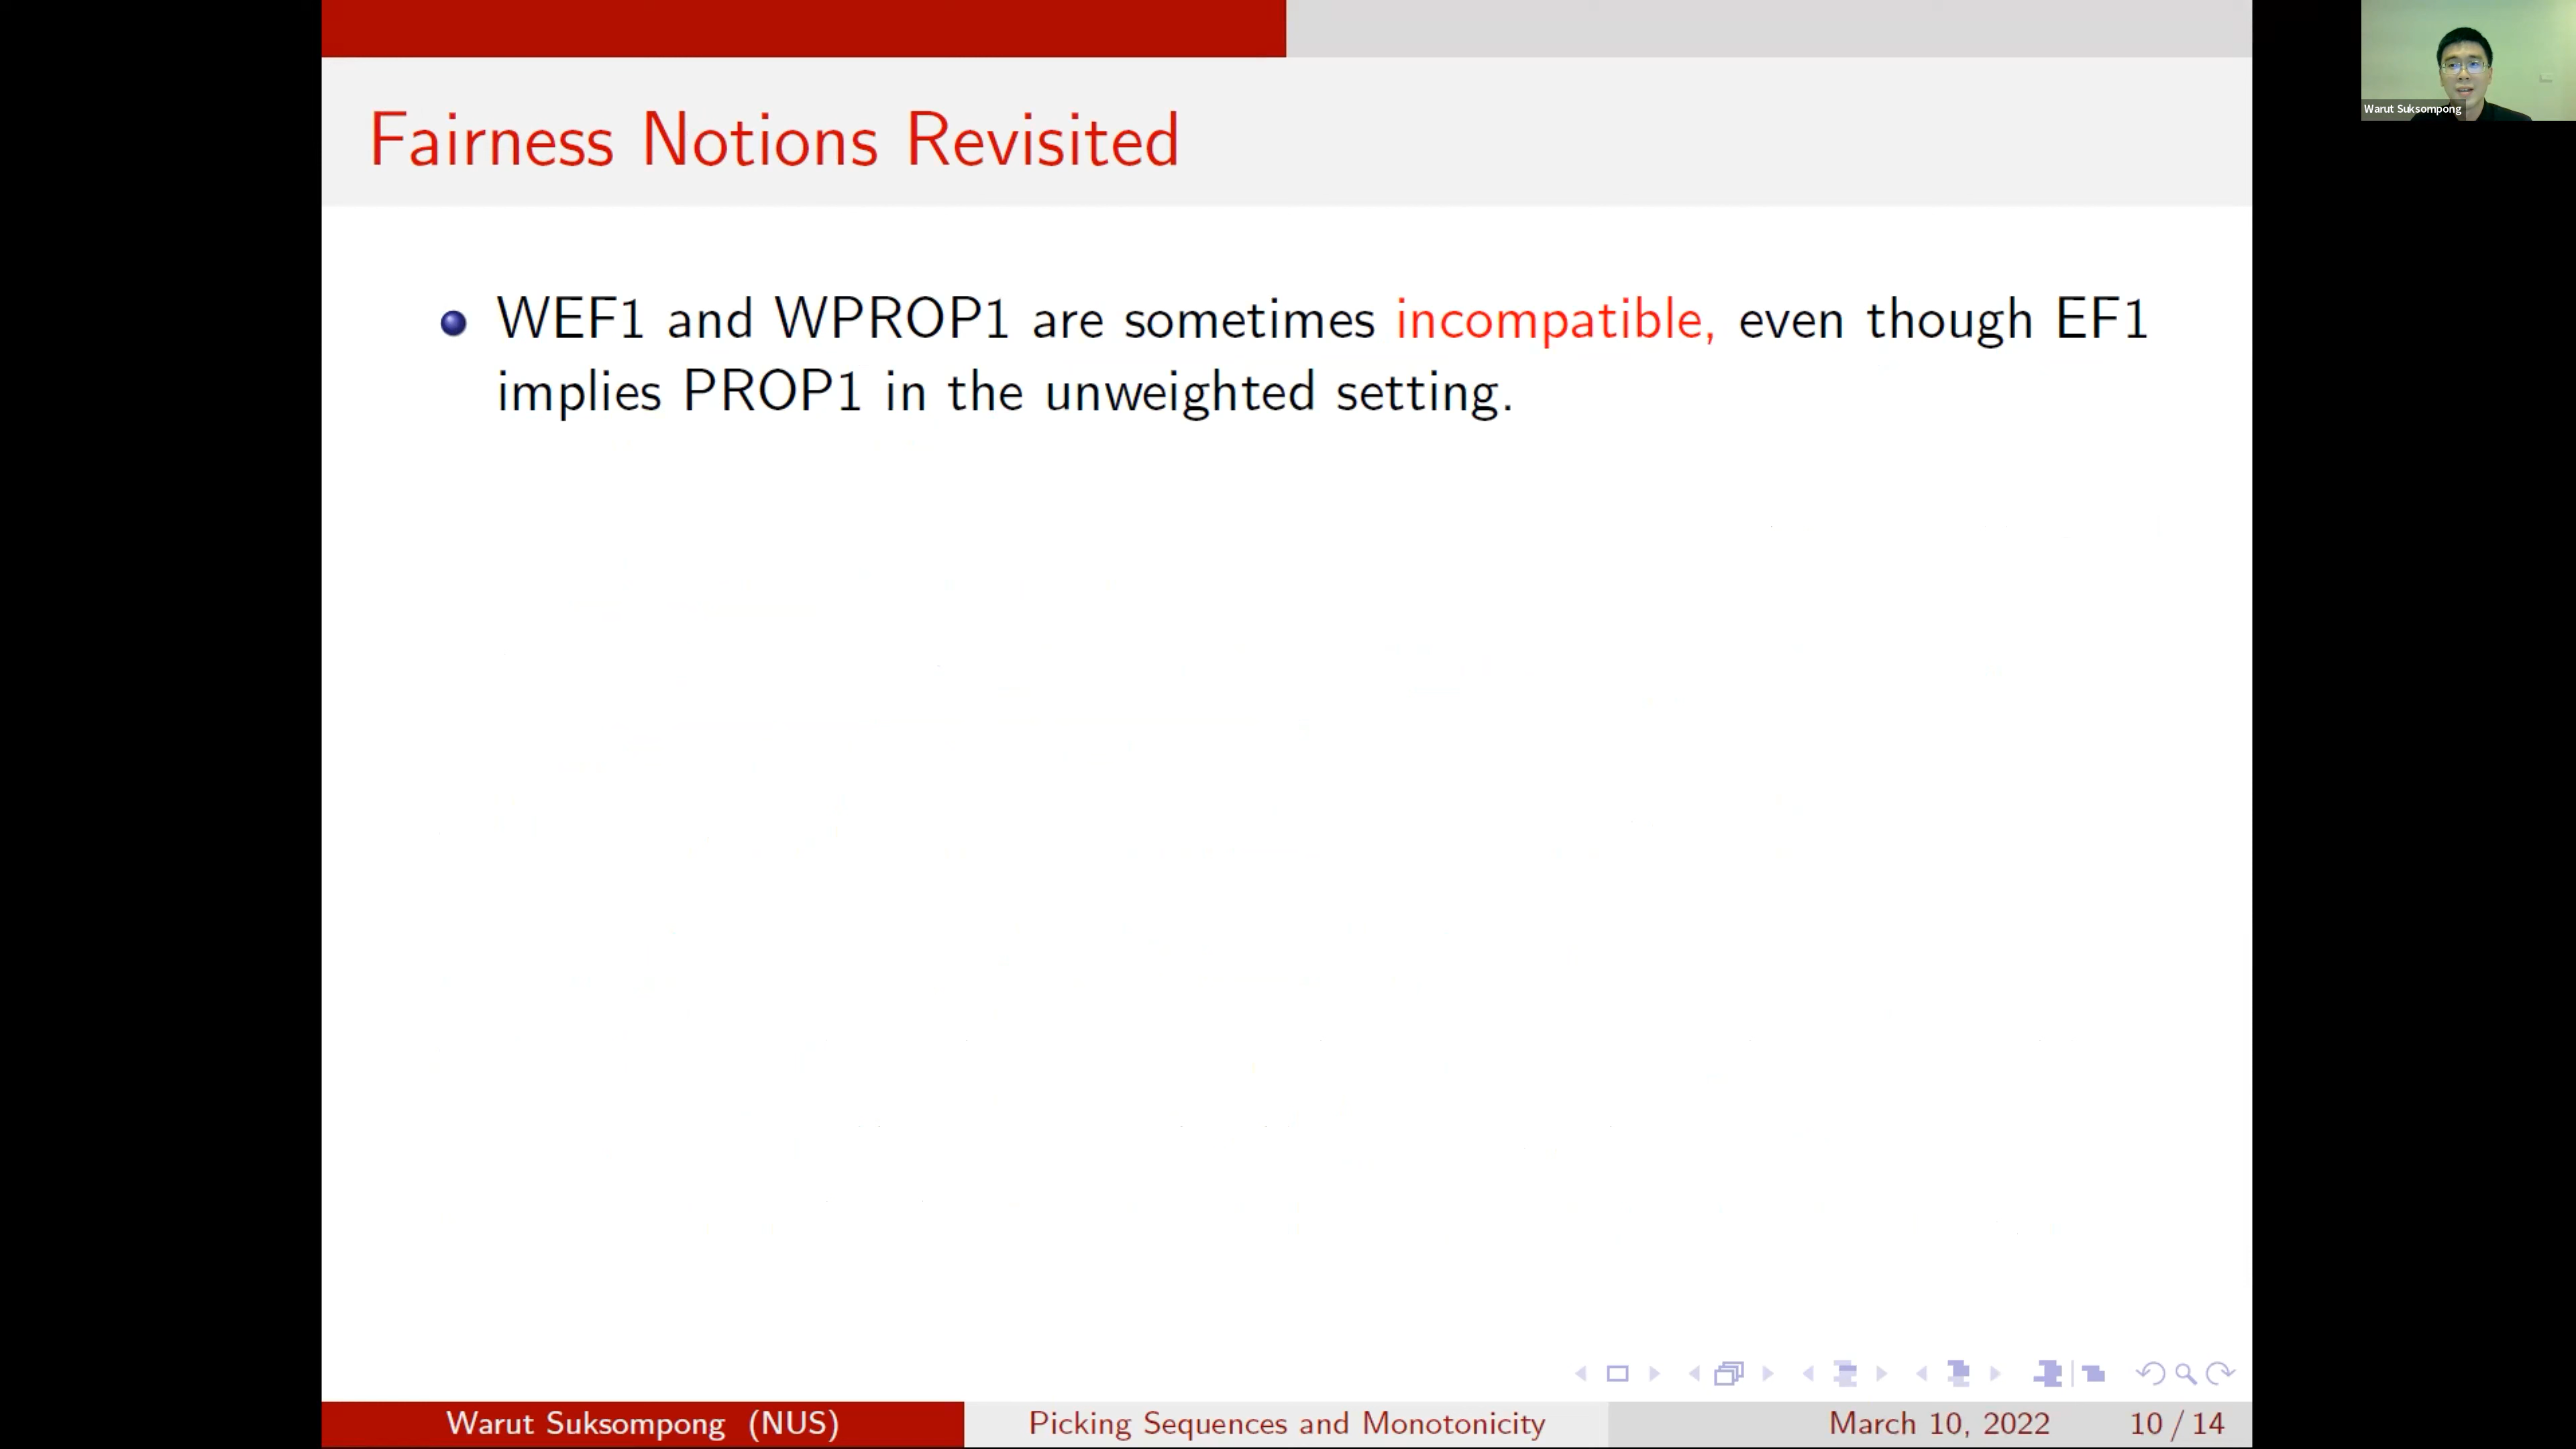 Fairness Notions Revisited
Warut Suksompong
WEF1 and WPROP1 are sometimes incompatible, even though EF1
implies PROP1 in the unweighted setting.
Warut Suksompong (NUS)
Picking Sequences and Monotonicity
March 10, 2022
10 / 14